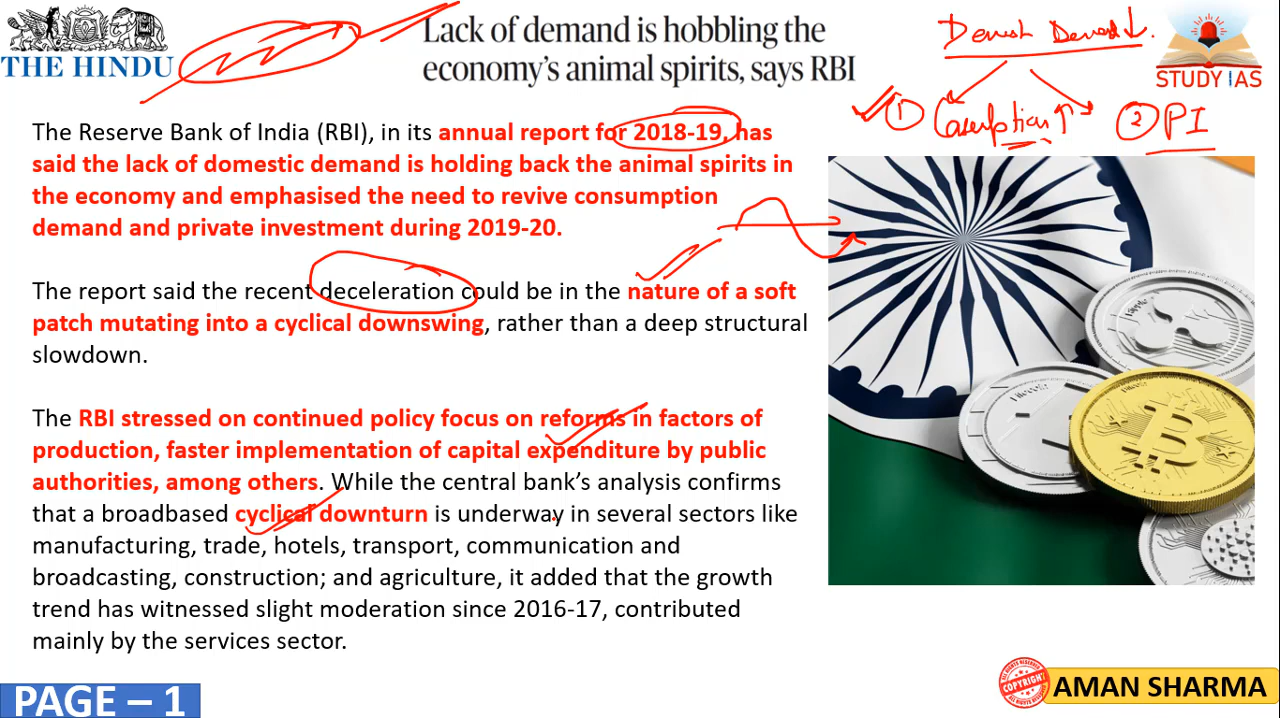 THE HINDU
Lack of demand is hobbling the
economy's animal spirits, says RBI
Demand ↓.
STUDY IAS
① ↑ ② PI
The Reserve Bank of India (RBI), in its annual report for 2018-19, has
said the lack of domestic demand is holding back the animal spirits in
the economy and emphasised the need to revive consumption
demand and private investment during 2019-20.
The report said the recent deceleration could be in the nature of a soft
patch mutating into a cyclical downswing, rather than a deep structural
slowdown.
The RBI stressed on continued policy focus on reforms in factors of
production, faster implementation of capital expenditure by public
authorities, among others. While the central bank's analysis confirms
that a broadbased cyclical downturn is underway in several sectors like
manufacturing, trade, hotels, transport, communication and
broadcasting, construction; and agriculture, it added that the growth
trend has witnessed slight moderation since 2016-17, contributed
mainly by the services sector.
PAGE – 1
COPYRIGHT
AMAN SHARMA